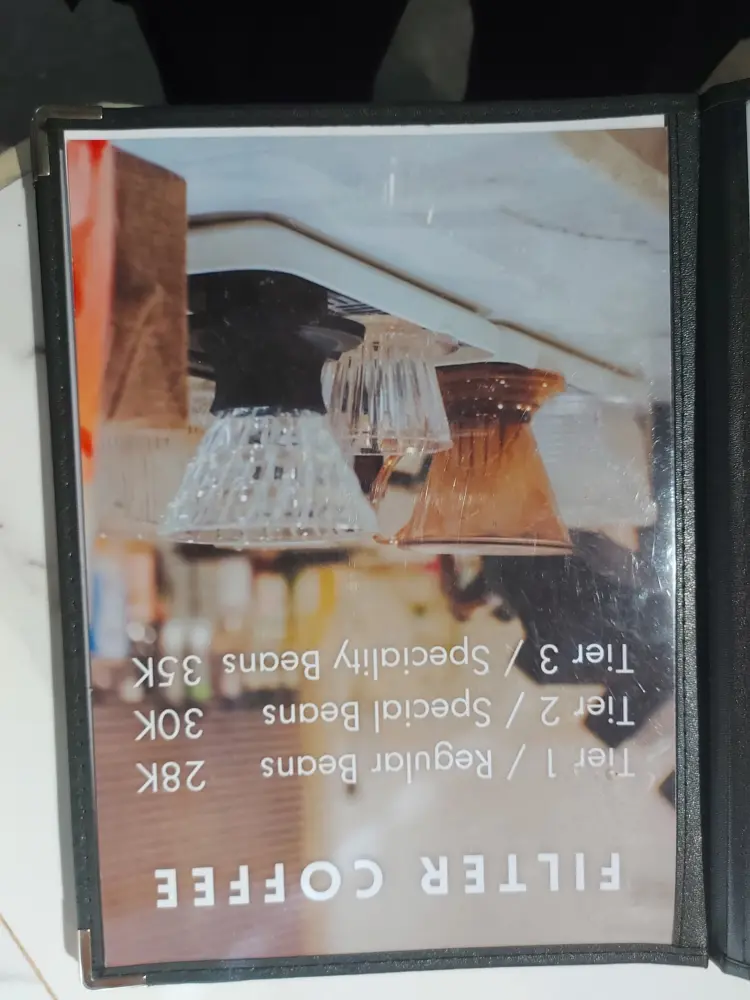 FILTER COFFEE
Tier 1 / Regular Beans 28K
Tier 2 / Special Beans 30K
Tier 3 / Speciality Beans 35K